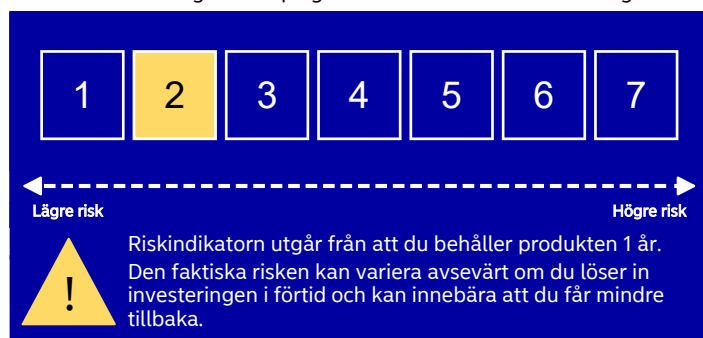 1 2 3 4 5 6 7
Lägre risk Högre risk
Riskindikatorn utgår från att du behåller produkten 1 år.
Den faktiska risken kan variera avsevärt om du löser in
investeringen i förtid och kan innebära att du får mindre
tillbaka.
!